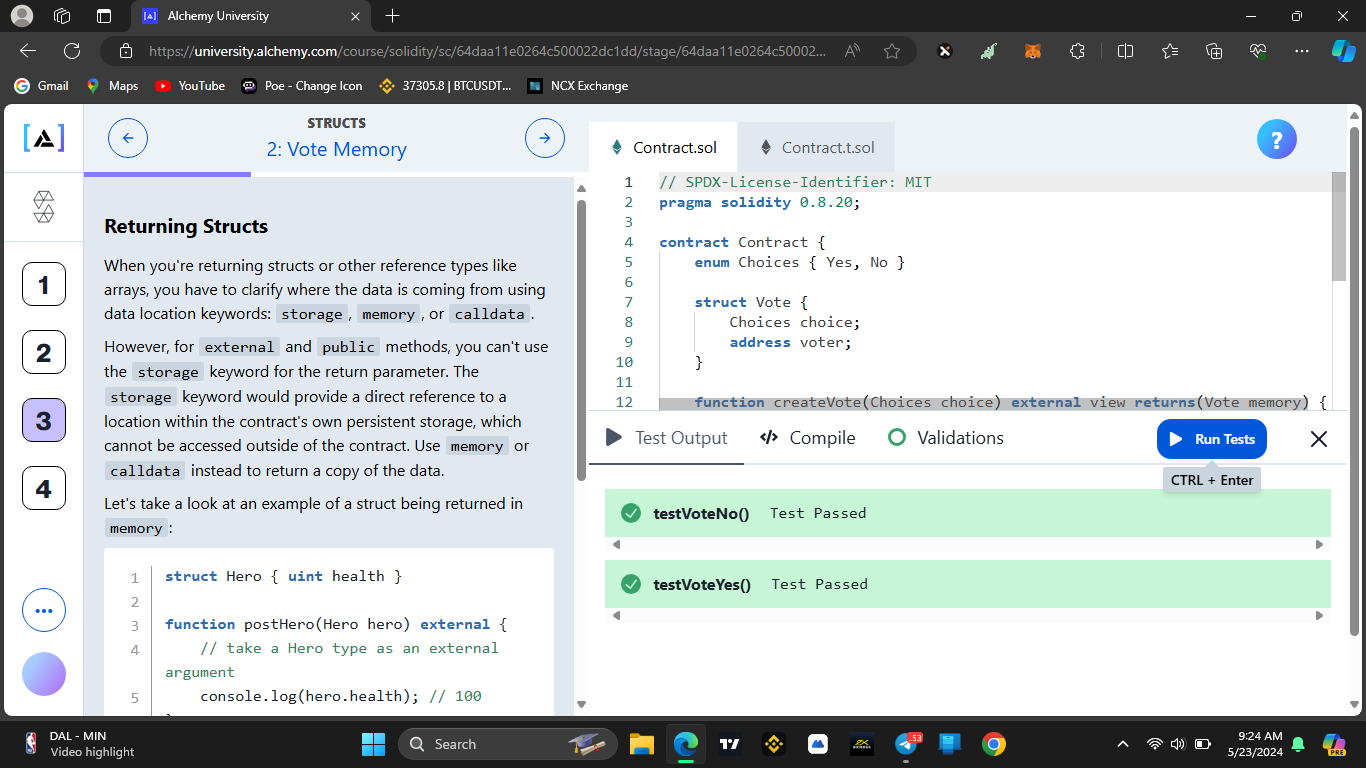 Alchemy University
https://university.alchemy.com/course/solidity/sc/64daa11e0264c500022dc1dd/stage/64daa11e0264c50002...
Gmail
Maps
YouTube
Poe - Change Icon
37305.8 | BTCUSDT...
NCX Exchange
STRUCTS
2: Vote Memory
1
2
3
4
Returning Structs
When you're returning structs or other reference types like
arrays, you have to clarify where the data is coming from using
data location keywords: storage , memory , or calldata .
However, for external and public methods, you can't use
the storage keyword for the return parameter. The
storage keyword would provide a direct reference to a
location within the contract's own persistent storage, which
cannot be accessed outside of the contract. Use memory or
calldata instead to return a copy of the data.
Let's take a look at an example of a struct being returned in
memory :
1 struct Hero { uint health }
2
3 function postHero(Hero hero) external {
4 // take a Hero type as an external
argument
5 console.log(hero.health); // 100
Contract.sol
Contract.t.sol
?
1 // SPDX-License-Identifier: MIT
2 pragma solidity 0.8.20;
3
4 contract Contract {
5 enum Choices { Yes, No }
6
7 struct Vote {
8 Choices choice;
9 address voter;
10 }
11
12 function createVote(Choices choice) external view returns(Vote memory) {
Test Output
Compile
Validations
Run Tests
CTRL + Enter
testVoteNo() Test Passed
testVoteYes() Test Passed
DAL - MIN
Video highlight
Search
.53
9:24 AM
5/23/2024
PRE